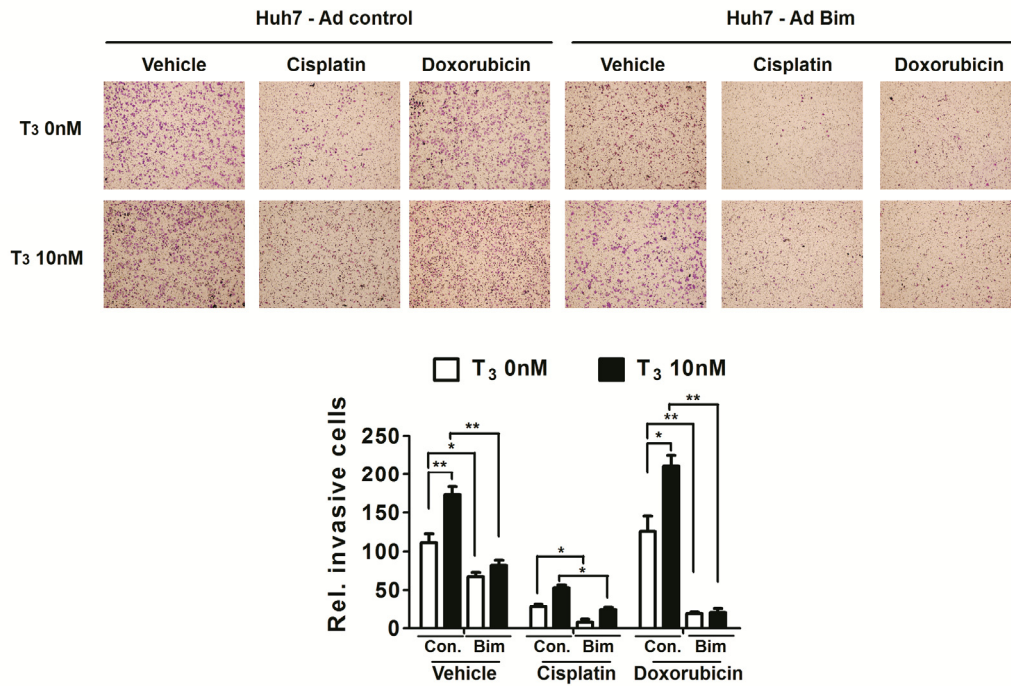 Huh7 - Ad control Huh7 - Ad Bim
Vehicle Cisplatin Doxorubicin Vehicle Cisplatin Doxorubicin
T3 0nM
T3 10nM
T3 0nM T3 10nM
Rel. invasive cells
250
200
150
100
50
0
** * ** * * * ** **
Con. Bim Con. Bim Con. Bim
Vehicle Cisplatin Doxorubicin